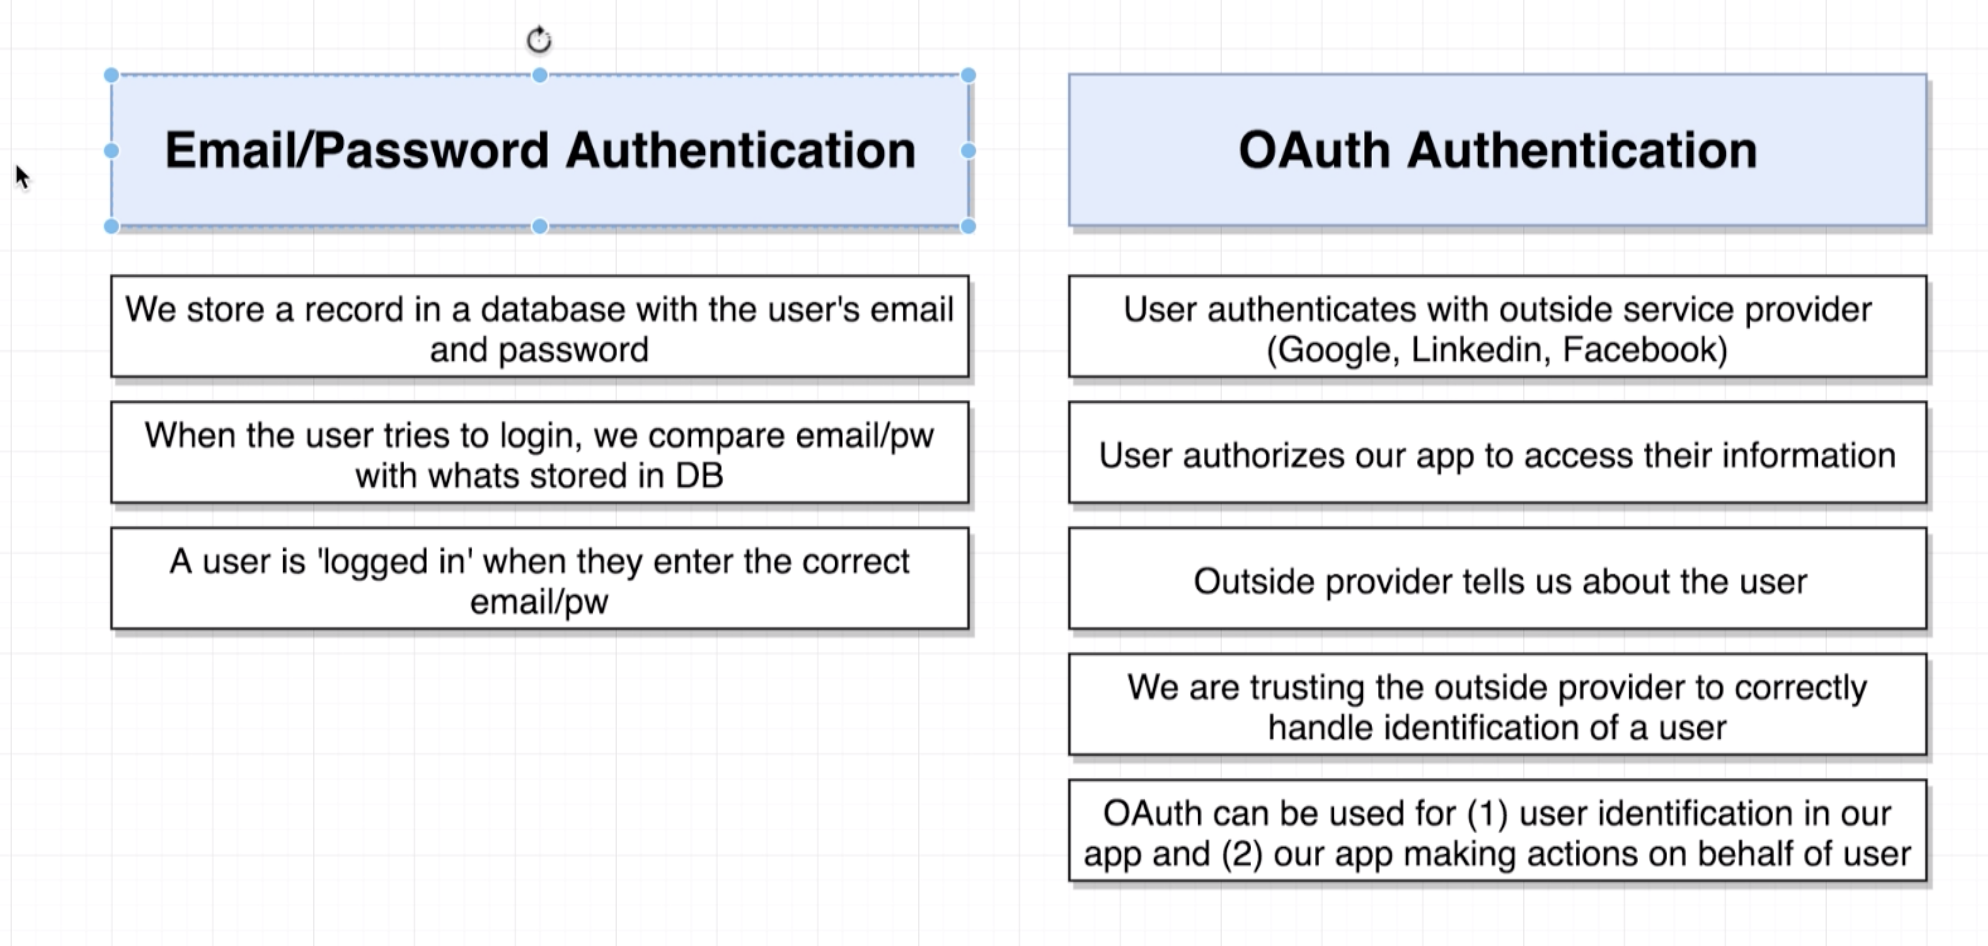 Email/Password Authentication
We store a record in a database with the user's email
and password
When the user tries to login, we compare email/pw
with whats stored in DB
A user is 'logged in' when they enter the correct
email/pw
OAuth Authentication
User authenticates with outside service provider
(Google, Linkedin, Facebook)
User authorizes our app to access their information
Outside provider tells us about the user
We are trusting the outside provider to correctly
handle identification of a user
OAuth can be used for (1) user identification in our
app and (2) our app making actions on behalf of user